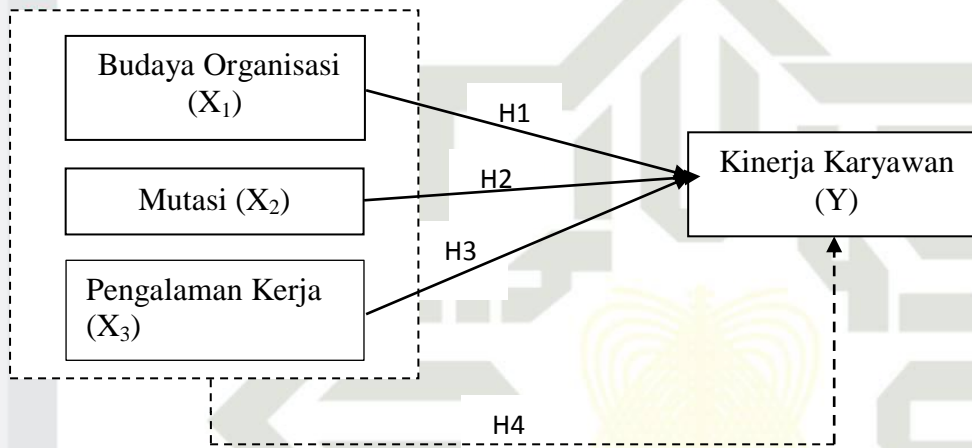 Budaya Organisasi
(X₁)
H1
Mutasi (X₂)
H2
Kinerja Karyawan
(Y)
H3
Pengalaman Kerja
(X₃)
H4